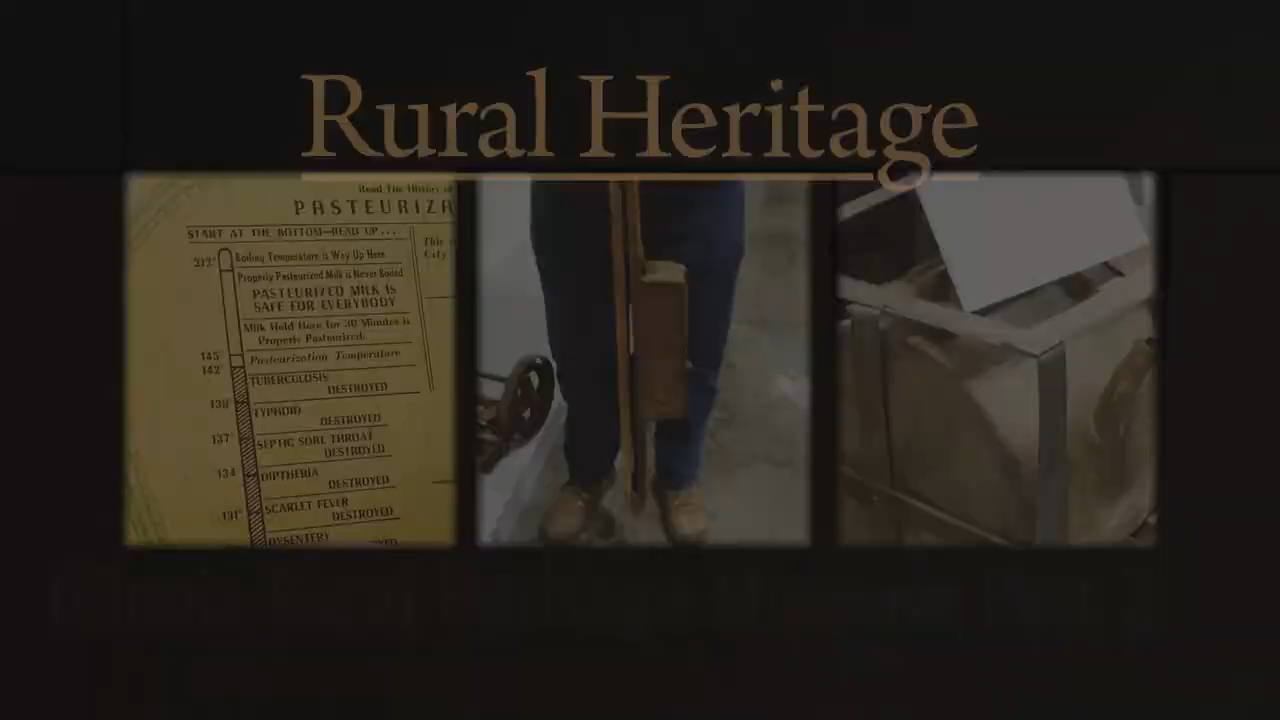 Rural Heritage
Read The History of
PASTEURIZA
START AT THE BOTTOM—READ UP...
This
City
212° Boiling Temperature is Way Up Here
Properly Pasteurized Milk is Never Boiled
PASTEURIZED MILK IS
SAFE FOR EVERYBODY
Milk Held Here for 30 Minutes is
Properly Pasteurized.
145° Pasteurization Temperature
142°
TUBERCULOSIS
DESTROYED
139°
TYPHOID
DESTROYED
137°
SEPTIC SORE THROAT
DESTROYED
134°
DIPTHERIA
DESTROYED
131°
SCARLET FEVER
DESTROYED
DYSENTERY